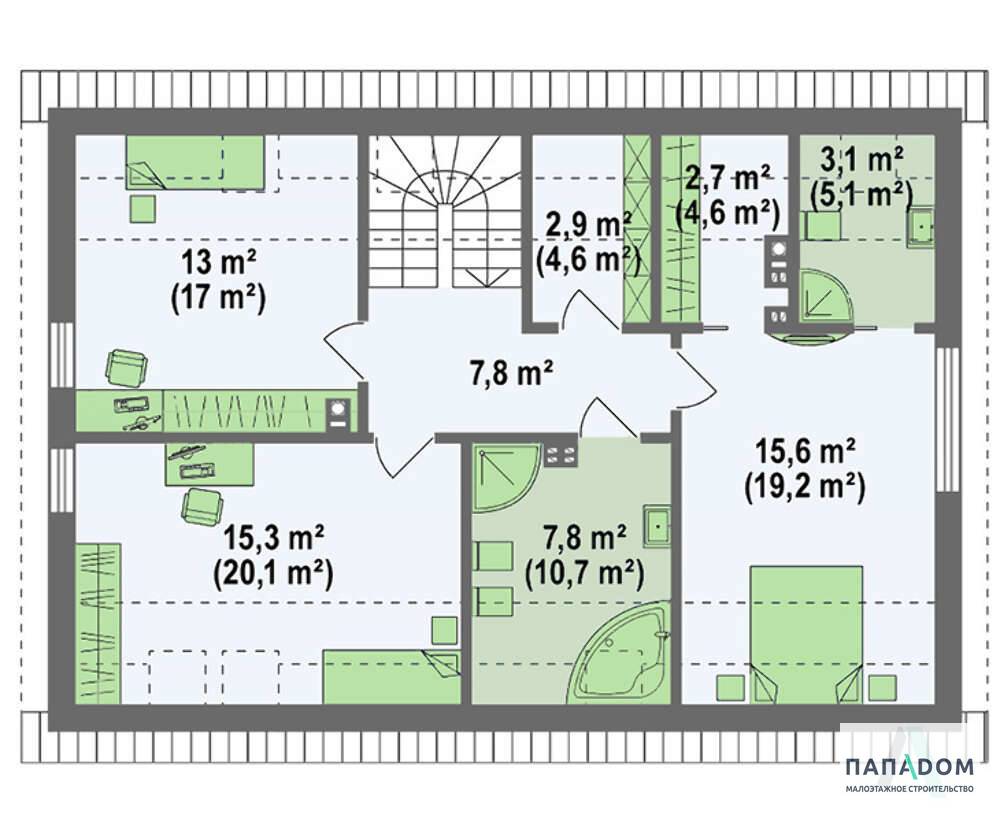 3,1 m²
(5,1 m²)
2,7 m²
(4,6 m²)
2,9 m²
(4,6 m²)
13 m²
(17 m²)
7,8 m²
15,6 m²
(19,2 m²)
15,3 m²
(20,1 m²)
7,8 m²
(10,7 m²)
ПАПАDОМ
МАЛОЭТАЖНОЕ СТРОИТЕЛЬСТВО